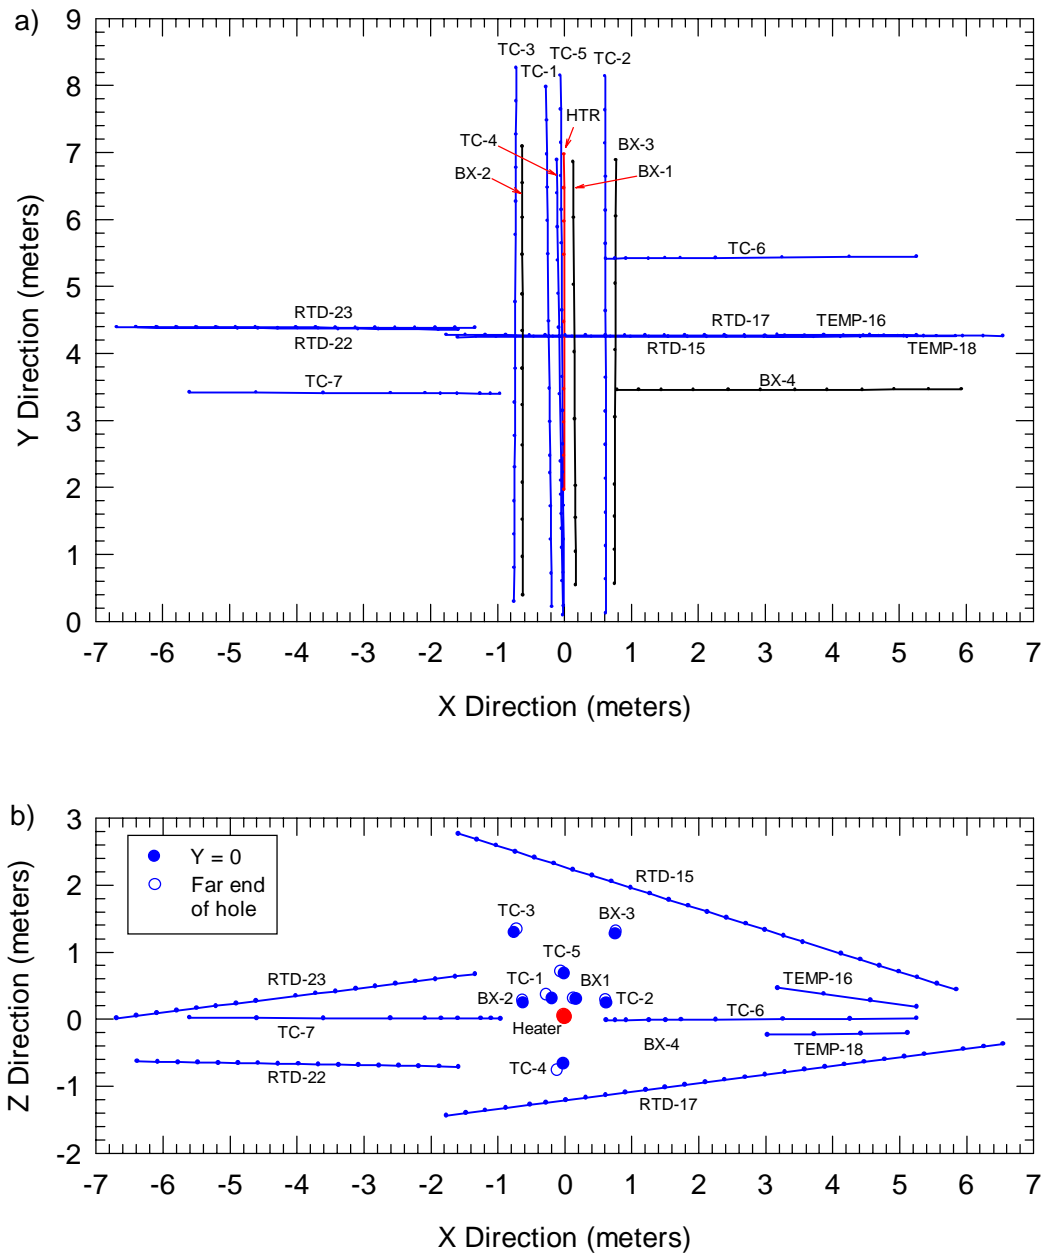 a)
9
8
7
6
5
4
3
2
1
0
Y Direction (meters)
TC-3
TC-5
TC-2
TC-1
HTR
TC-4
BX-3
BX-2
BX-1
TC-6
RTD-23
RTD-17
TEMP-16
RTD-22
RTD-15
TEMP-18
TC-7
BX-4
-7 -6 -5 -4 -3 -2 -1 0 1 2 3 4 5 6 7
X Direction (meters)
b)
3
2
1
0
-1
-2
Z Direction (meters)
Y = 0
Far end
of hole
RTD-15
TC-3
BX-3
TC-5
RTD-23
TC-1
BX1
TEMP-16
BX-2
TC-2
TC-6
TC-7
Heater
BX-4
TEMP-18
TC-4
RTD-22
RTD-17
-7 -6 -5 -4 -3 -2 -1 0 1 2 3 4 5 6 7
X Direction (meters)